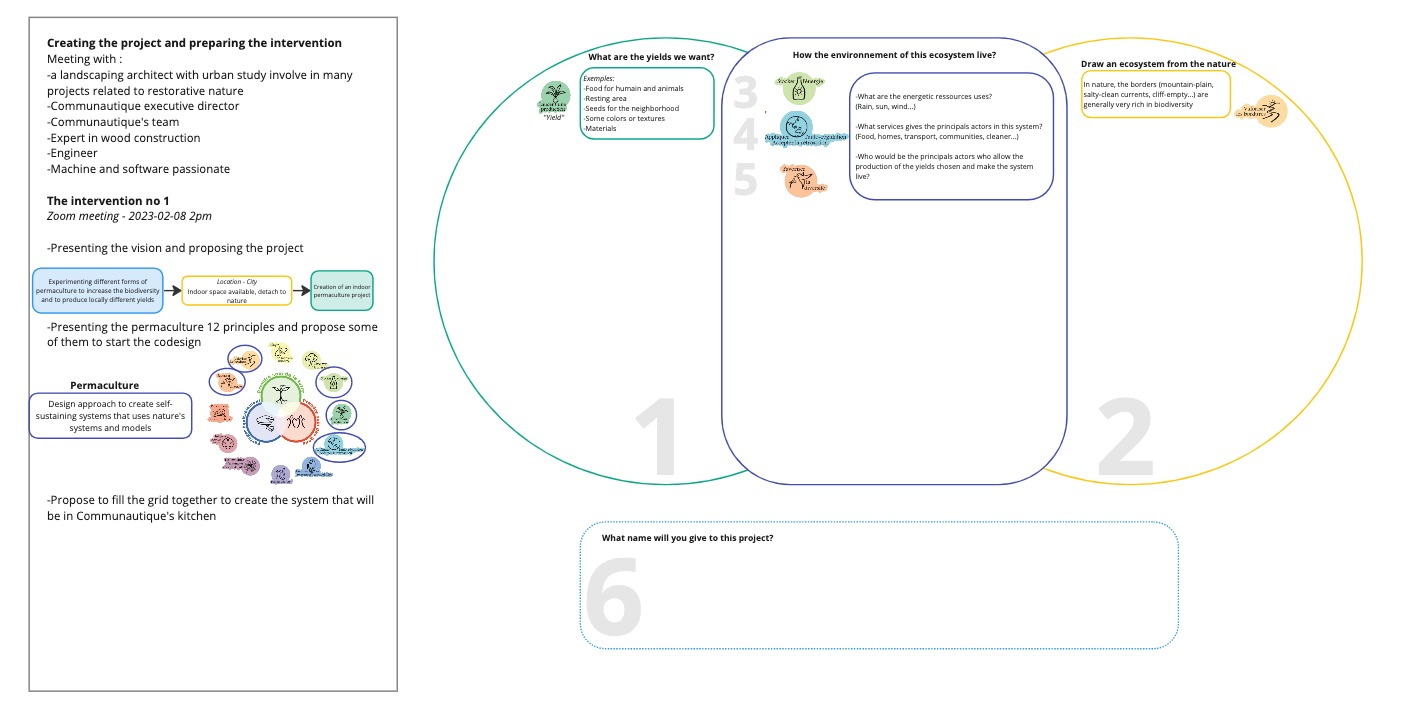 Creating the project and preparing the intervention
Meeting with :
-a landscaping architect with urban study involve in many
projects related to restorative nature
-Communautique executive director
-Communautique's team
-Expert in wood construction
-Engineer
-Machine and software passionate
The intervention no 1
Zoom meeting - 2023-02-08 2pm
-Presenting the vision and proposing the project
Experimenting different forms of
permaculture to increase the biodiversity
and to produce locally different yields
Location - City
Indoor space available, detach to
nature
Creation of an indoor
permaculture project
-Presenting the permaculture 12 principles and propose some
of them to start the codesign
Permaculture
Design approach to create self-
sustaining systems that uses nature's
systems and models
-Propose to fill the grid together to create the system that will
be in Communautique's kitchen
What are the yields we want?
"Yield"
Exemples:
-Food for humain and animals
-Resting area
-Seeds for the neighborhood
-Some colors or textures
-Materials
1
How the environnement of this ecosystem live?
3
4
5
-What are the energetic ressources uses?
(Rain, sun, wind...)
-What services gives the principals actors in this system?
(Food, homes, transport, communities, cleaner...)
-Who would be the principals actors who allow the
production of the yields chosen and make the system
live?
Draw an ecosystem from the nature
In nature, the borders (mountain-plain,
salty-clean currents, cliff-empty...) are
generally very rich in biodiversity
2
What name will you give to this project?
6